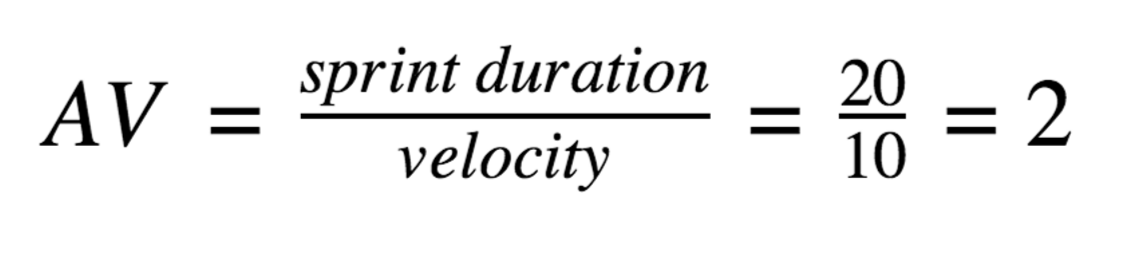 AV = sprint duration / velocity = 20 / 10 = 2